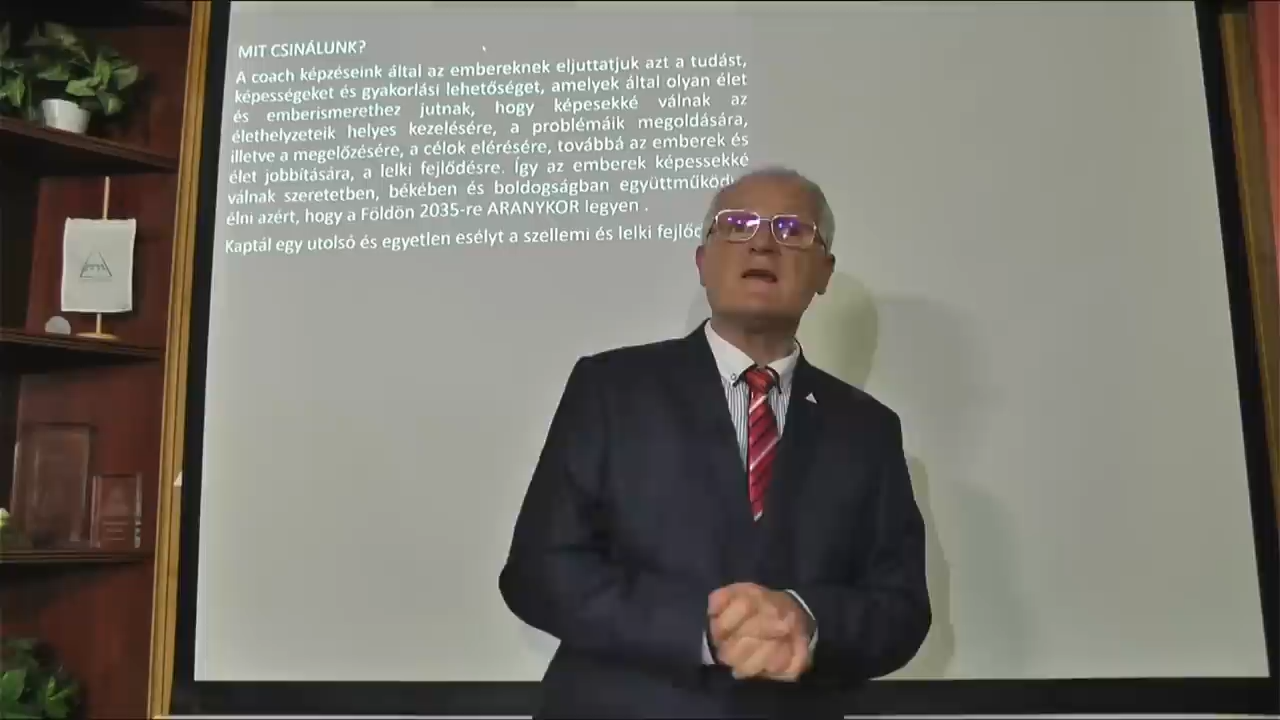 MIT CSINÁLUNK?
A coach képzéseink által az embereknek eljuttatjuk azt a tudást,
képességeket és gyakorlási lehetőséget, amelyek által olyan élet
és emberismerethez jutnak, hogy képesekké válnak az
élethelyzeteik helyes kezelésére, a problémáik megoldására,
illetve a megelőzésére, a célok elérésére, továbbá az emberek és
élet jobbítására, a lelki fejlődésre. Így az emberek képessekké
válnak szeretetben, békében és boldogságban
élni azért, hogy a Földön 2035-re ARANYKOR legyen .
Kaptál egy utolsó és egyetlen esélyt a szellemi és lelki